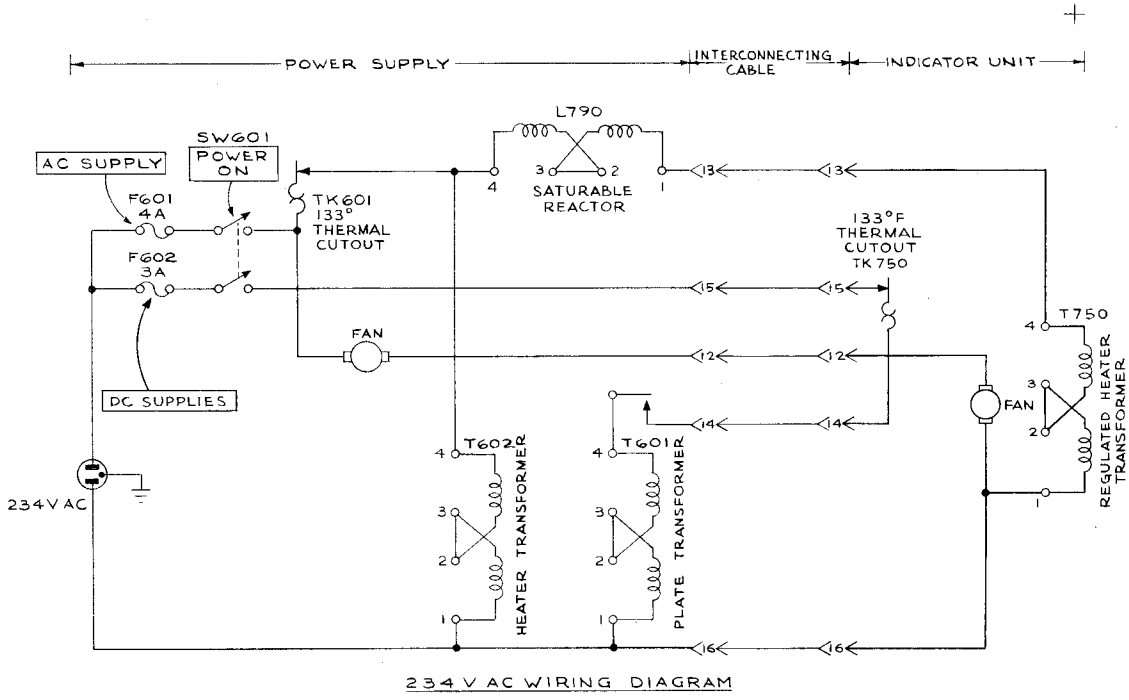 POWER SUPPLY
INTERCONNECTING
CABLE
INDICATOR UNIT
L790
SW601
POWER
ON
AC SUPPLY
F601
4A
TK601
133°
THERMAL
CUTOUT
4
3
2
1
SATURABLE
REACTOR
13
13
133°F
THERMAL
CUTOUT
TK750
F602
3A
15
15
FAN
12
12
T750
4
3
2
1
REGULATED HEATER
TRANSFORMER
FAN
DC SUPPLIES
14
14
T602
4
3
2
1
HEATER TRANSFORMER
T601
4
3
2
1
PLATE TRANSFORMER
234V AC
16
16
234 V AC WIRING DIAGRAM